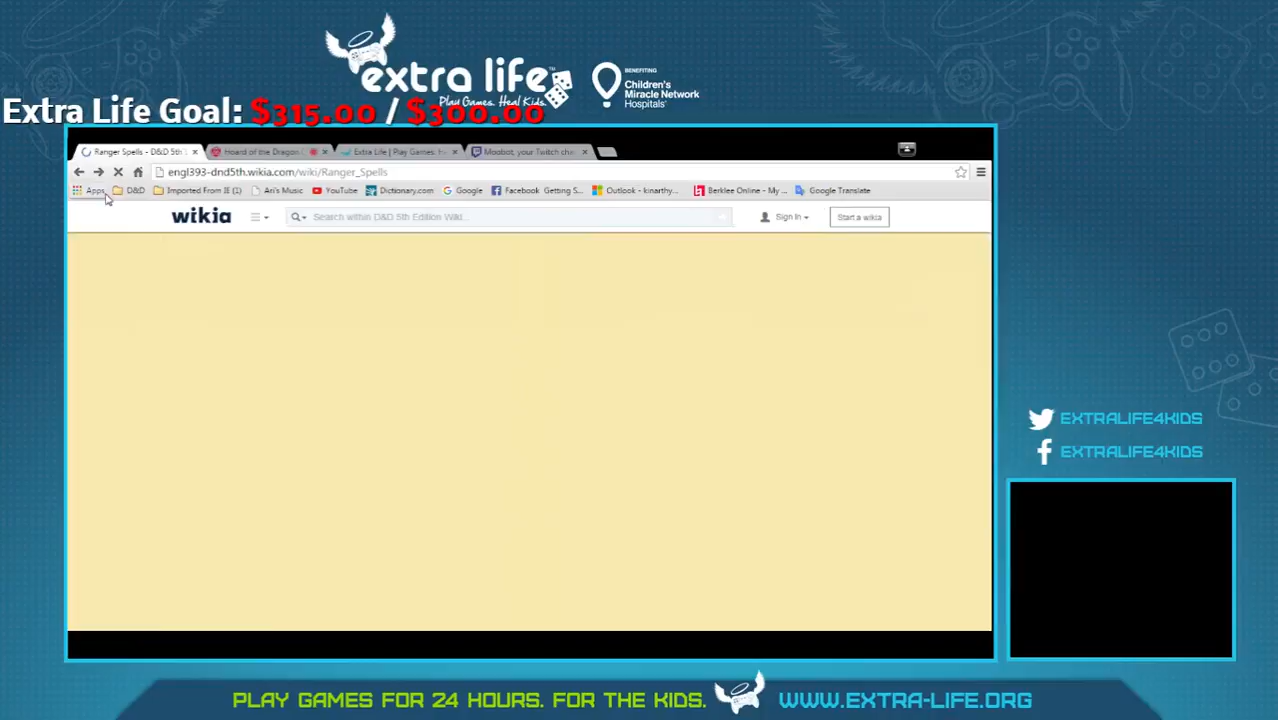 extra life™
Play Games. Heal Kids.
BENEFITING
Children's
Miracle Network
Hospitals®
Extra Life Goal: $315.00 / $300.00
Ranger Spells - D&D 5th
Hoard of the Dragon
Extra Life | Play Games. H
Moobot, your Twitch cha
engl393-dnd5th.wikia.com/wiki/Ranger_Spells
Apps D&D Imported From IE (1) Ari's Music YouTube Dictionary.com Google Facebook Getting S... Outlook - kinarthy... Berklee Online - My ... Google Translate
wikia Search within D&D 5th Edition Wiki... Sign In Start a wikia
EXTRALIFE4KIDS
EXTRALIFE4KIDS
PLAY GAMES FOR 24 HOURS. FOR THE KIDS. WWW.EXTRA-LIFE.ORG